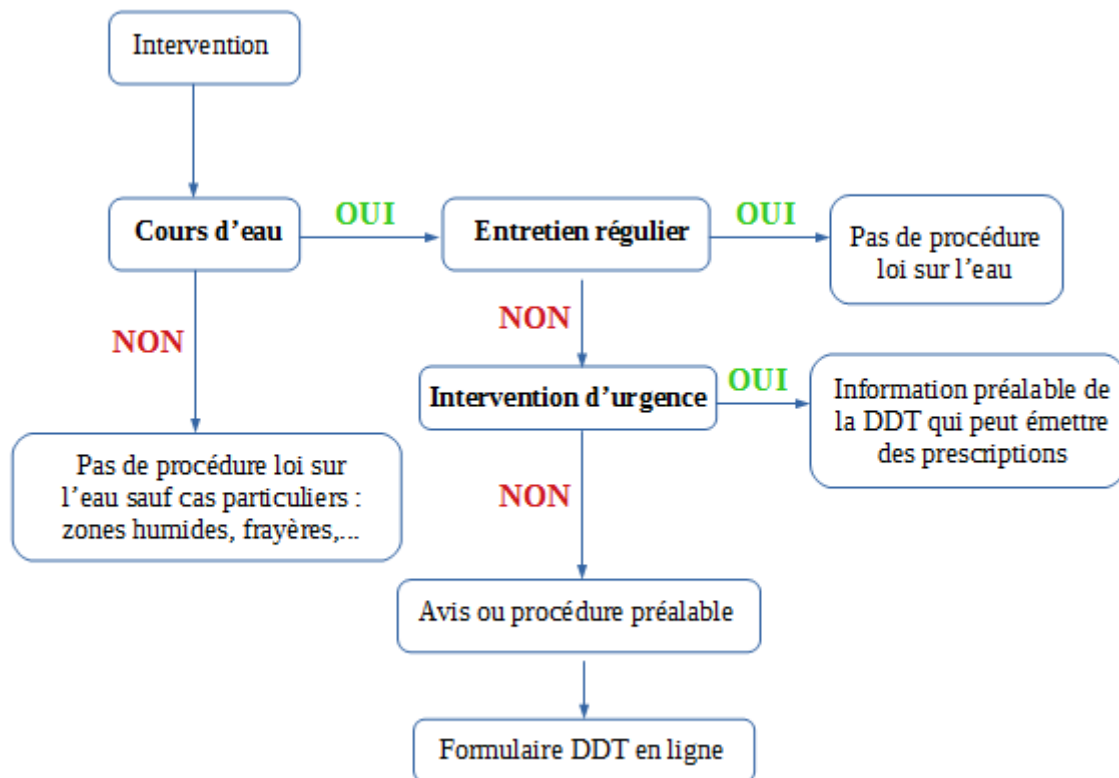 Intervention
Cours d'eau
OUI
Entretien régulier
OUI
Pas de procédure
loi sur l'eau
NON
NON
Intervention d'urgence
OUI
Information préalable de
la DDT qui peut émettre
des prescriptions
Pas de procédure loi sur
l'eau sauf cas particuliers :
zones humides, frayères,...
NON
Avis ou procédure préalable
Formulaire DDT en ligne